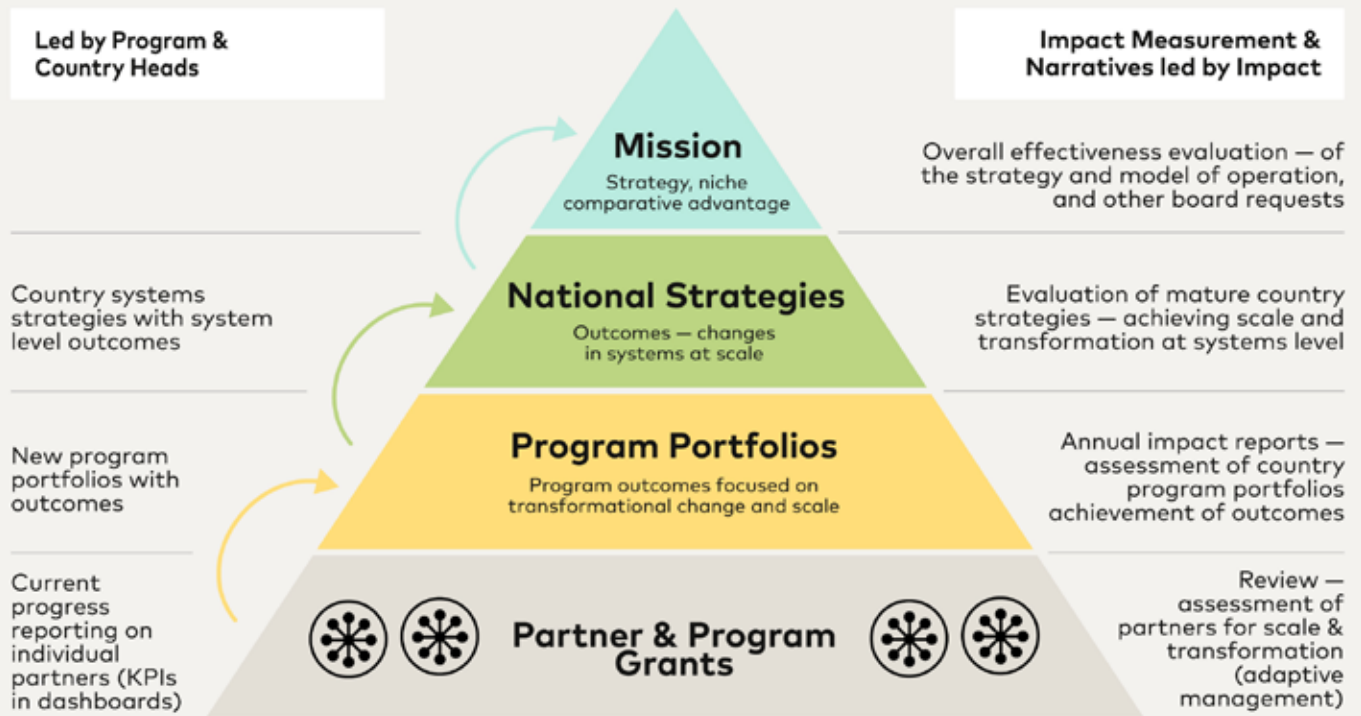 Led by Program &
Country Heads
Impact Measurement &
Narratives led by Impact
Mission
Strategy, niche
comparative advantage
Overall effectiveness evaluation — of
the strategy and model of operation,
and other board requests
Country systems
strategies with system
level outcomes
National Strategies
Outcomes — changes
in systems at scale
Evaluation of mature country
strategies — achieving scale and
transformation at systems level
New program
portfolios with
outcomes
Program Portfolios
Program outcomes focused on
transformational change and scale
Annual impact reports —
assessment of country
program portfolios
achievement of outcomes
Current
progress
reporting on
individual
partners (KPIs
in dashboards)
Partner & Program
Grants
Review —
assessment of
partners for scale &
transformation
(adaptive
management)